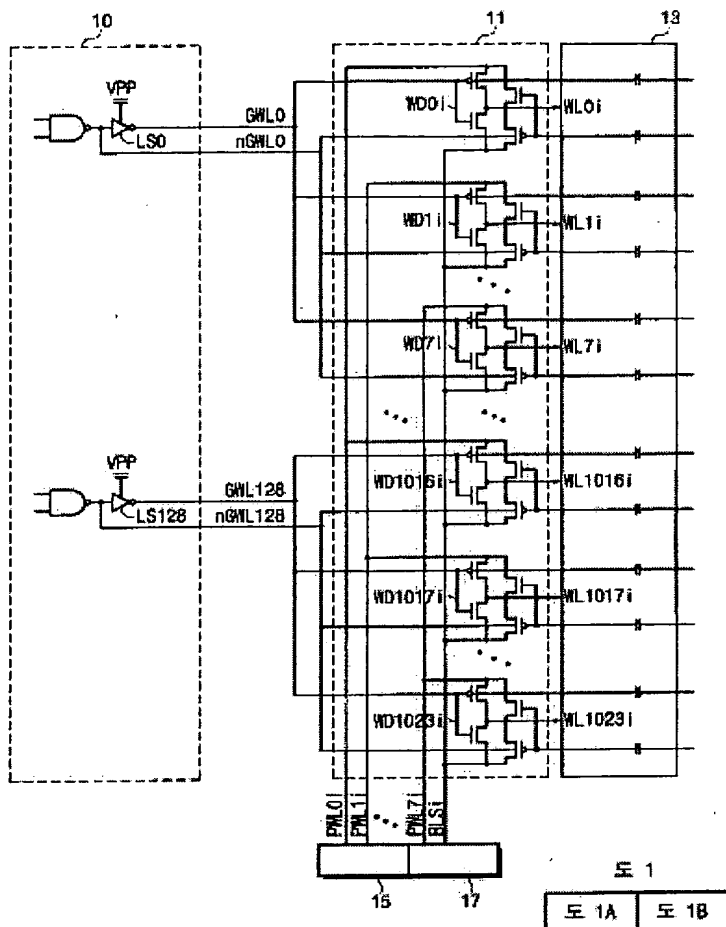 10
11
13
VPP
GWL0
LS0
nGWL0
WD0i
WL0i
WD1i
WL1i
WD7i
WL7i
VPP
GWL128
LS128
nGWL128
WD1016i
WL1016i
WD1017i
WL1017i
WD1023i
WL1023i
PWL0i
PWL1i
PWL7i
BLSi
15
17
도 1
도 1A
도 1B